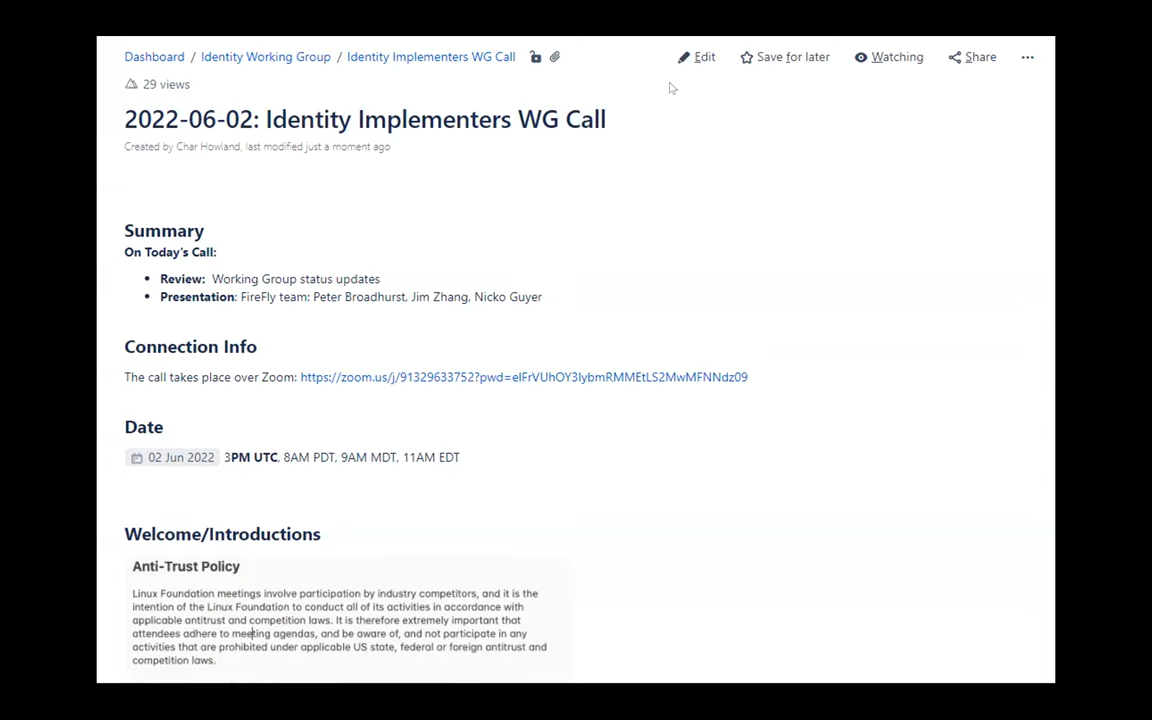 Dashboard / Identity Working Group / Identity Implementers WG Call
Edit Save for later Watching Share
29 views
2022-06-02: Identity Implementers WG Call
Created by Char Howland, last modified just a moment ago
Summary
On Today's Call:
• Review: Working Group status updates
• Presentation: FireFly team: Peter Broadhurst, Jim Zhang, Nicko Guyer
Connection Info
The call takes place over Zoom: https://zoom.us/j/91329633752?pwd=elFrVUhOY3lybmRMMEtLS2MwMFNNdz09
Date
02 Jun 2022 3PM UTC, 8AM PDT, 9AM MDT, 11AM EDT
Welcome/Introductions
Anti-Trust Policy
Linux Foundation meetings involve participation by industry competitors, and it is the
intention of the Linux Foundation to conduct all of its activities in accordance with
applicable antitrust and competition laws. It is therefore extremely important that
attendees adhere to meeting agendas, and be aware of, and not participate in any
activities that are prohibited under applicable US state, federal or foreign antitrust and
competition laws.